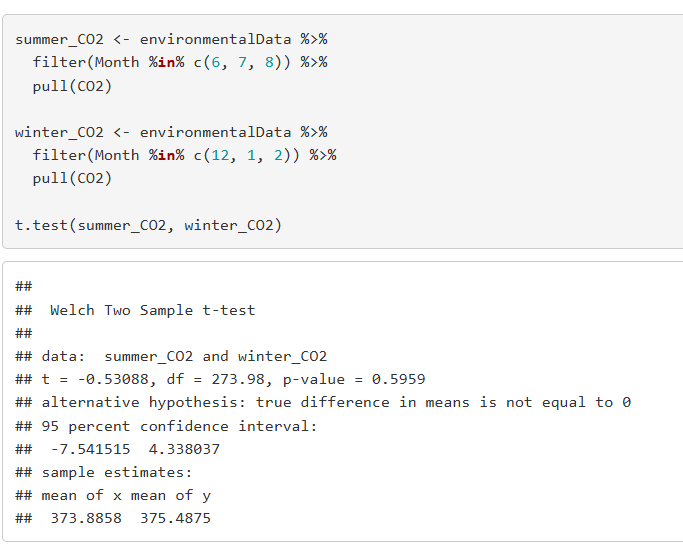 summer_CO2 <- environmentalData %>%
  filter(Month %in% c(6, 7, 8)) %>%
  pull(CO2)

winter_CO2 <- environmentalData %>%
  filter(Month %in% c(12, 1, 2)) %>%
  pull(CO2)

t.test(summer_CO2, winter_CO2)

##
##  Welch Two Sample t-test
##
## data:  summer_CO2 and winter_CO2
## t = -0.53088, df = 273.98, p-value = 0.5959
## alternative hypothesis: true difference in means is not equal to 0
## 95 percent confidence interval:
##  -7.541515  4.338037
## sample estimates:
## mean of x mean of y
##  373.8858  375.4875